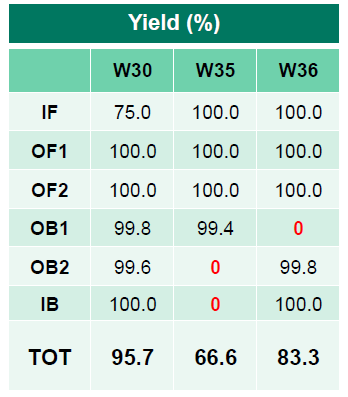 Yield (%)
W30 W35 W36
IF 75.0 100.0 100.0
OF1 100.0 100.0 100.0
OF2 100.0 100.0 100.0
OB1 99.8 99.4 0
OB2 99.6 0 99.8
IB 100.0 0 100.0
TOT 95.7 66.6 83.3